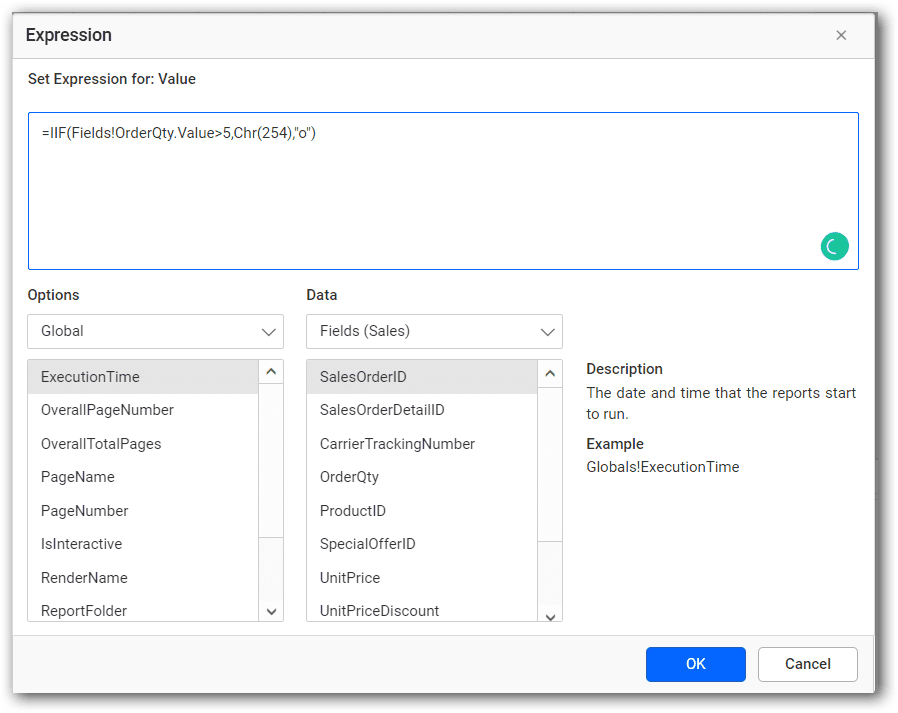 Expression
Set Expression for: Value
=IIF(Fields!OrderQty.Value>5,Chr(254),"o")
Options
Data
Global
Fields (Sales)
ExecutionTime
OverallPageNumber
OverallTotalPages
PageName
PageNumber
IsInteractive
RenderName
ReportFolder
SalesOrderID
SalesOrderDetailID
CarrierTrackingNumber
OrderQty
ProductID
SpecialOfferID
UnitPrice
UnitPriceDiscount
Description
The date and time that the reports start
to run.
Example
Globals!ExecutionTime
OK
Cancel